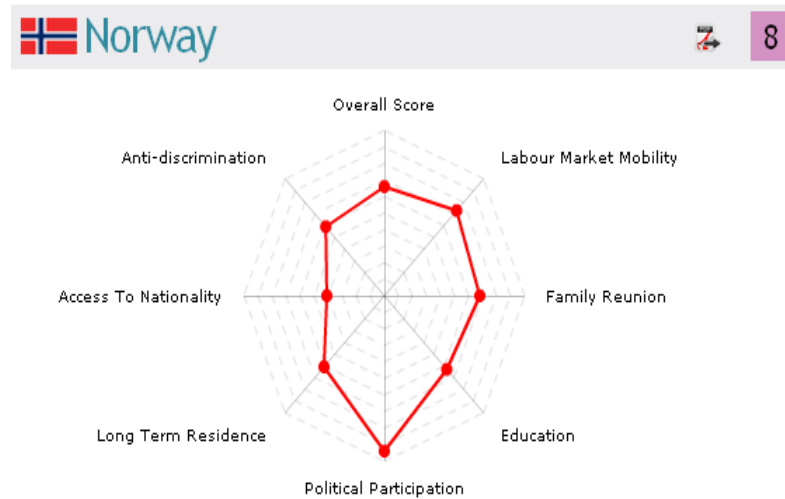 Norway
8
Overall Score
Anti-discrimination
Labour Market Mobility
Access To Nationality
Family Reunion
Long Term Residence
Education
Political Participation